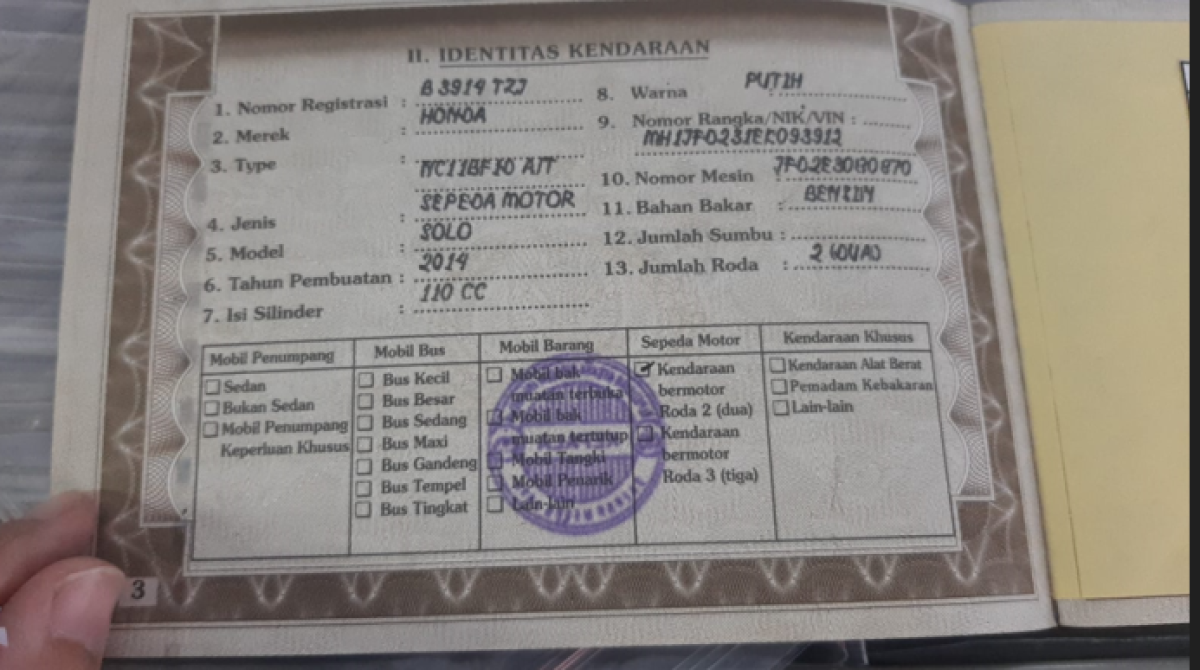 II. IDENTITAS KENDARAAN
1. Nomor Registrasi : B 3914 TZJ
2. Merek : HONDA
3. Type : NC11BF10 A/T
4. Jenis : SEPEDA MOTOR
5. Model : SOLO
6. Tahun Pembuatan : 2014
7. Isi Silinder : 110 CC
8. Warna : PUTIH
9. Nomor Rangka/NIK/VIN :
10. Nomor Mesin :
11. Bahan Bakar : BENSIN
12. Jumlah Sumbu :
13. Jumlah Roda : 2 (DUA)
Mobil Penumpang
Sedan
Bukan Sedan
Mobil Penumpang
Keperluan Khusus
Mobil Bus
Bus Kecil
Bus Besar
Bus Sedang
Bus Maxi
Bus Gandeng
Bus Tempel
Bus Tingkat
Mobil Barang
Mobil bak
muatan terbuka
Mobil bak
muatan tertutup
Mobil Tangki
Mobil Penarik
Lain-lain
Sepeda Motor
Kendaraan
bermotor
Roda 2 (dua)
Kendaraan
bermotor
Roda 3 (tiga)
Kendaraan Khusus
Kendaraan Alat Berat
Pemadam Kebakaran
Lain-lain
3